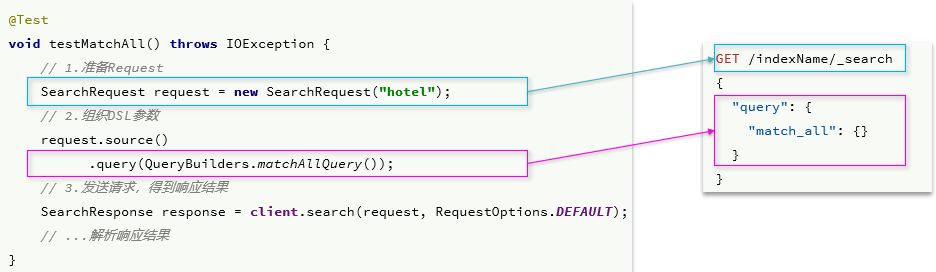 @Test
void testMatchAll() throws IOException {
    // 1.准备Request
    SearchRequest request = new SearchRequest("hotel");
    // 2.组织DSL参数
    request.source()
          .query(QueryBuilders.matchAllQuery());
    // 3.发送请求，得到响应结果
    SearchResponse response = client.search(request, RequestOptions.DEFAULT);
    // ...解析响应结果
}
GET /indexName/_search
{
  "query": {
    "match_all": {}
  }
}